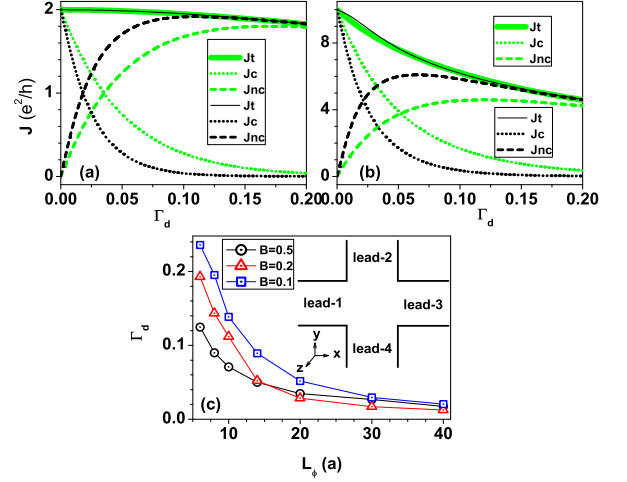 2
1
0
J (e²/h)
Jt
Jc
Jnc
Jt
Jc
Jnc
(a)
0.00 0.05 0.10 0.15 0.20
Γd
8
4
0
Jt
Jc
Jnc
Jt
Jc
Jnc
(b)
0.00 0.05 0.10 0.15 0.20
Γd
0.2
0.1
0.0
Γd
B=0.5
B=0.2
B=0.1
lead-2
lead-1
lead-3
lead-4
y
x
z
(c)
10 20 30 40
Lϕ (a)